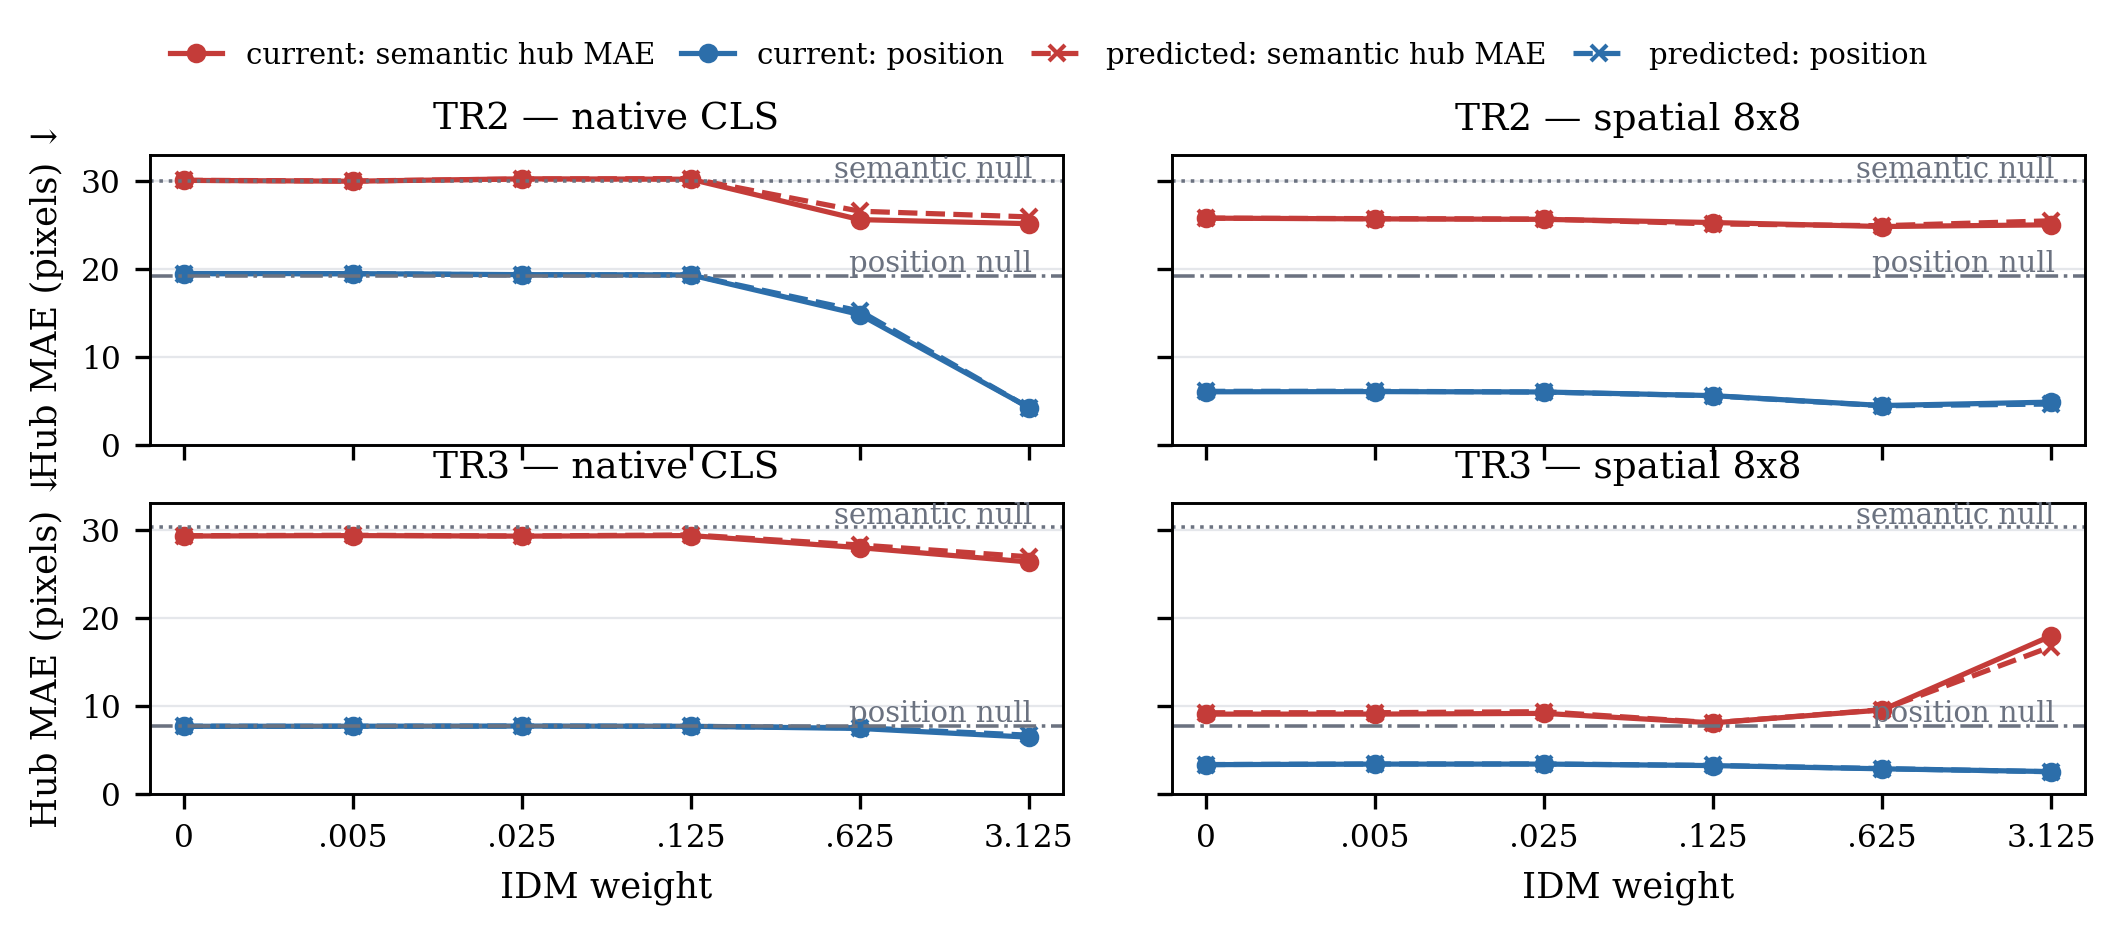 current: semantic hub MAE current: position predicted: semantic hub MAE predicted: position
TR2 — native CLS
Hub MAE (pixels) ↓
30
20
10
0
semantic null
position null
TR2 — spatial 8x8
semantic null
position null
TR3 — native CLS
Hub MAE (pixels) ↓
30
20
10
0
semantic null
position null
0 .005 .025 .125 .625 3.125
IDM weight
TR3 — spatial 8x8
semantic null
position null
0 .005 .025 .125 .625 3.125
IDM weight